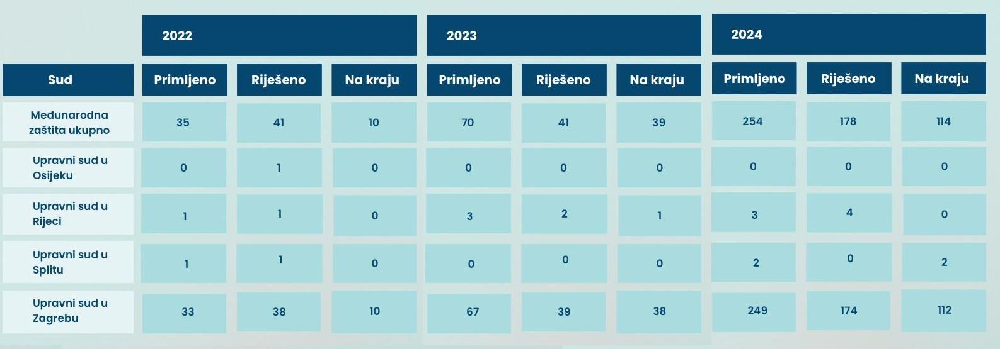 2022 2023 2024
Sud Primljeno Riješeno Na kraju Primljeno Riješeno Na kraju Primljeno Riješeno Na kraju
Međunarodna
zaštita ukupno 35 41 10 70 41 39 254 178 114
Upravni sud u
Osijeku 0 1 0 0 0 0 0 0 0
Upravni sud u
Rijeci 1 1 0 3 2 1 3 4 0
Upravni sud u
Splitu 1 1 0 0 0 0 2 0 2
Upravni sud u
Zagrebu 33 38 10 67 39 38 249 174 112